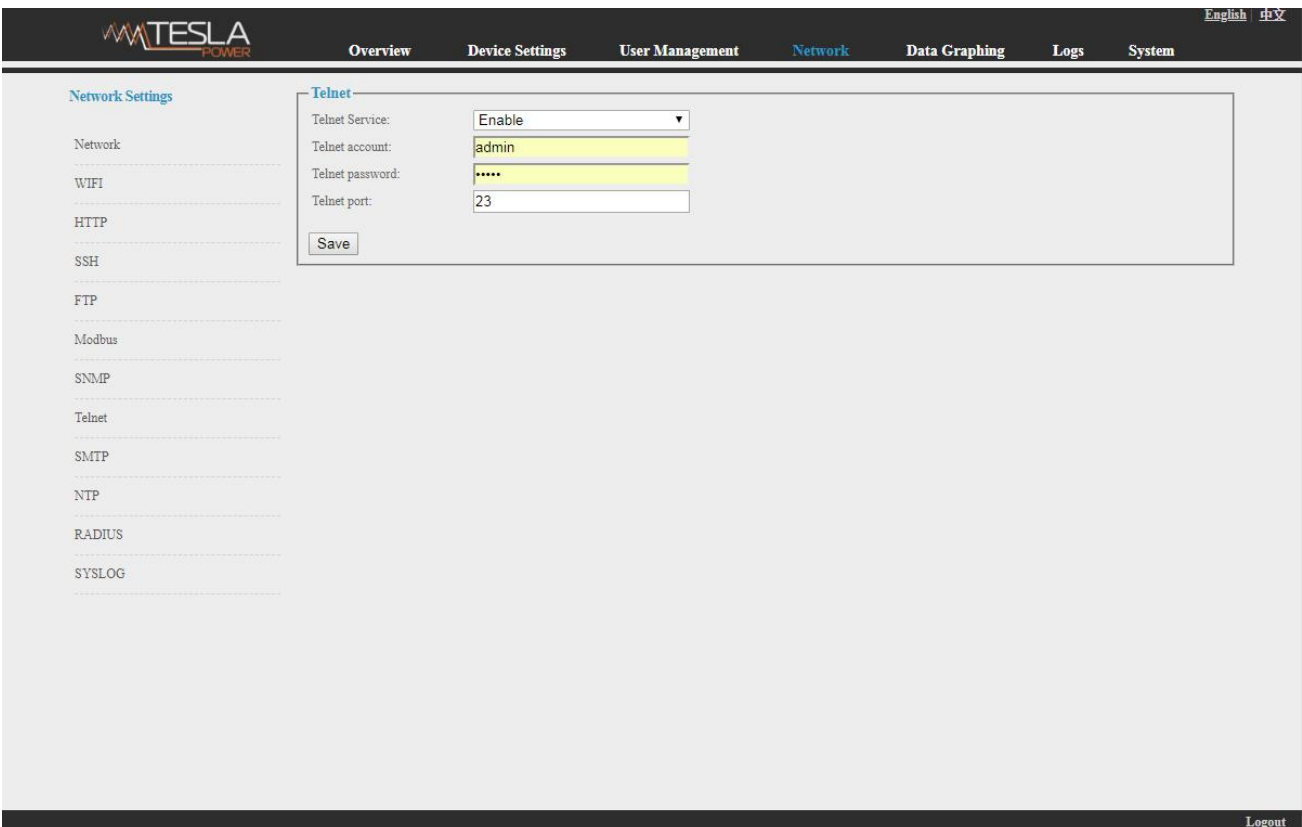 English | 中文
TESLA
POWER
Overview Device Settings User Management Network Data Graphing Logs System
Network Settings
Network
WIFI
HTTP
SSH
FTP
Modbus
SNMP
Telnet
SMTP
NTP
RADIUS
SYSLOG
Telnet
Telnet Service: Enable
Telnet account: admin
Telnet password: •••••
Telnet port: 23
Save
Logout